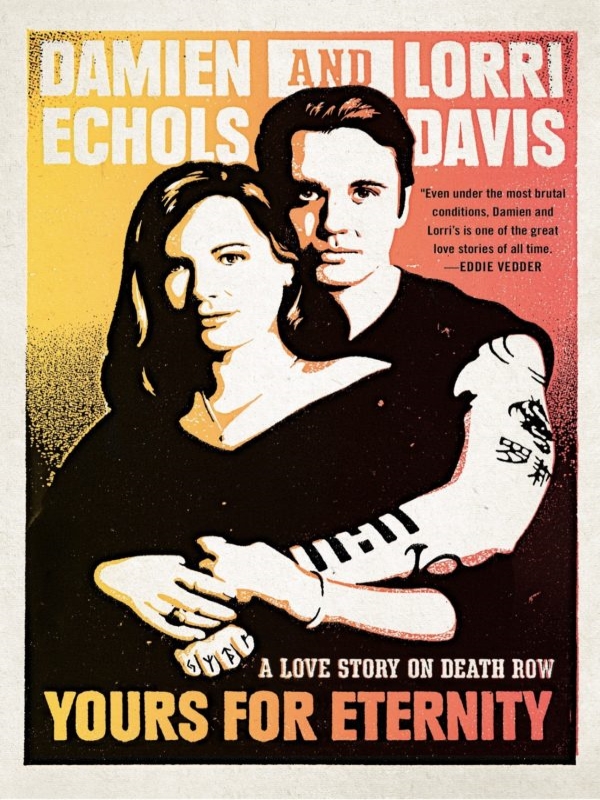 DAMIEN AND LORRI
ECHOLS DAVIS
"Even under the most brutal
conditions, Damien and
Lorri's is one of the great
love stories of all time.
—EDDIE VEDDER
A LOVE STORY ON DEATH ROW
YOURS FOR ETERNITY